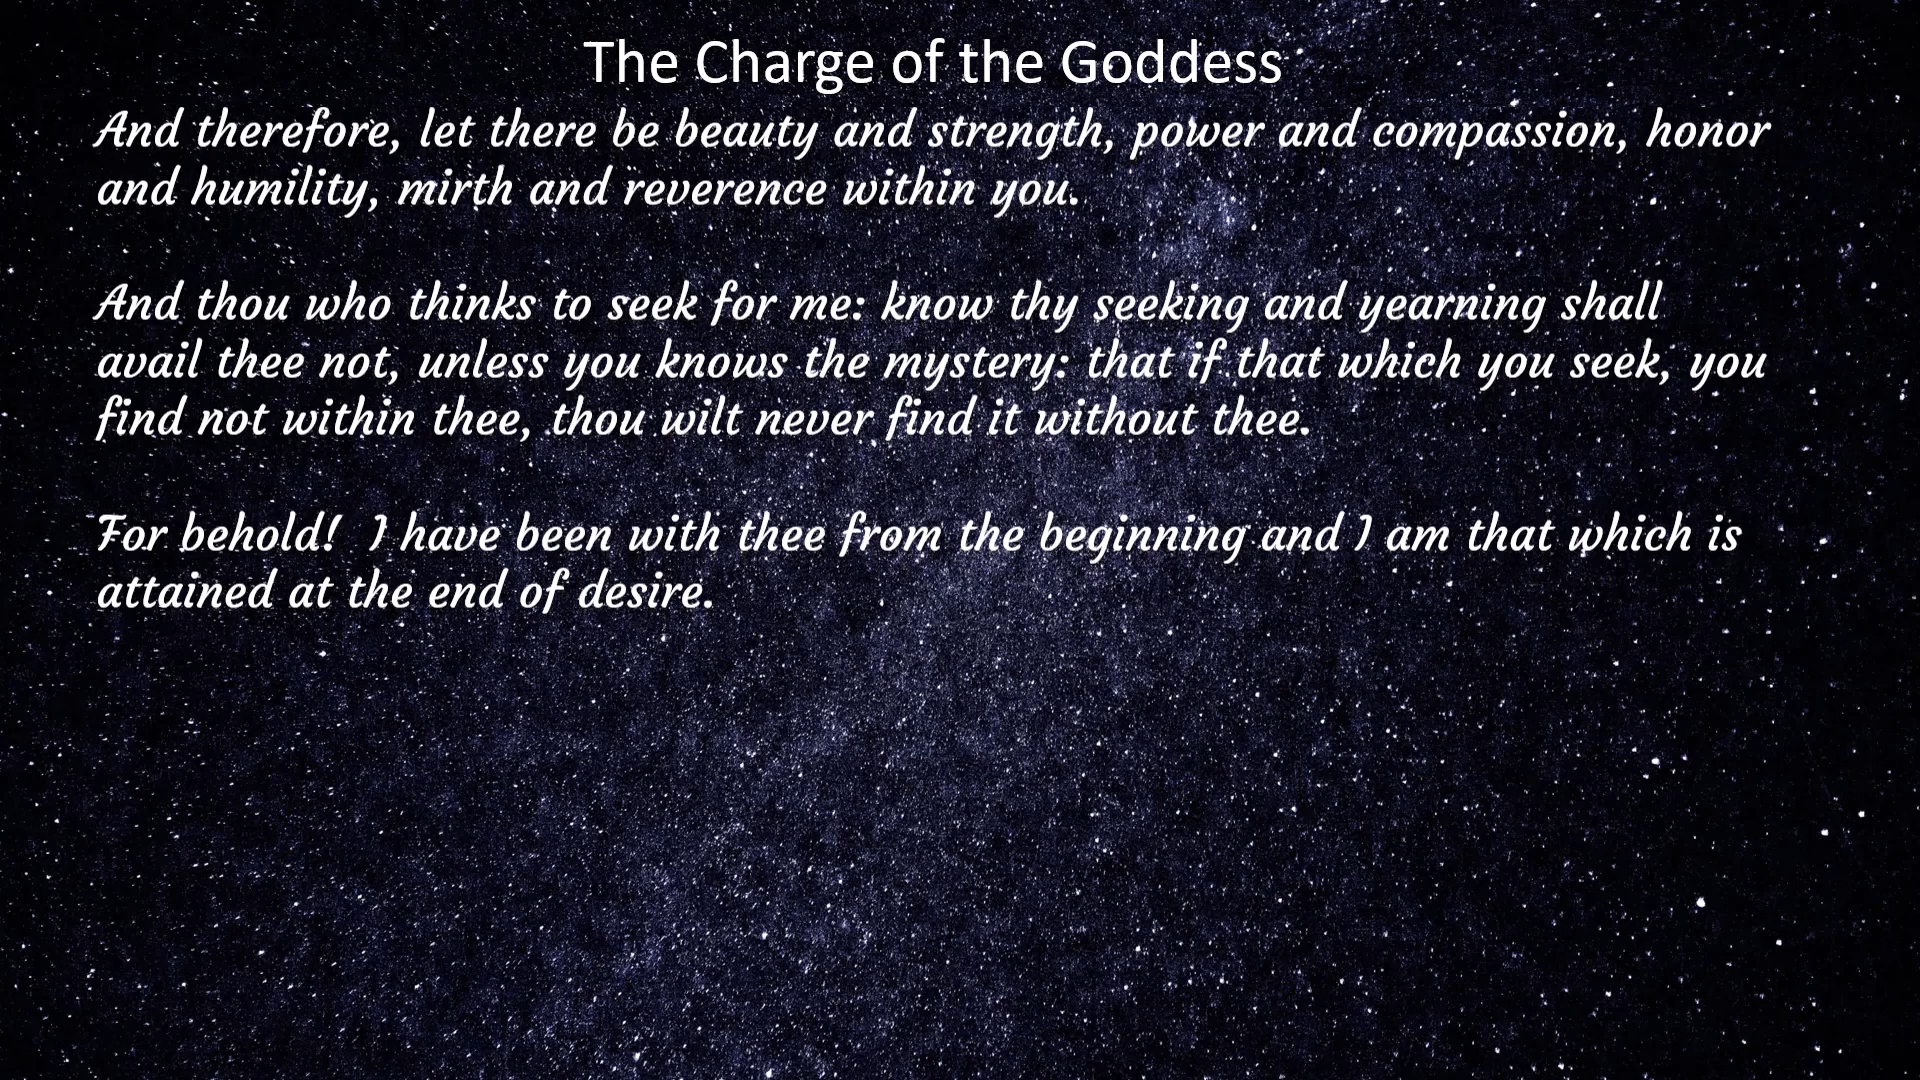 The Charge of the Goddess
And therefore, let there be beauty and strength, power and compassion, honor
and humility, mirth and reverence within you.
And thou who thinks to seek for me: know thy seeking and yearning shall
avail thee not, unless you knows the mystery: that if that which you seek, you
find not within thee, thou wilt never find it without thee.
For behold!  I have been with thee from the beginning and I am that which is
attained at the end of desire.